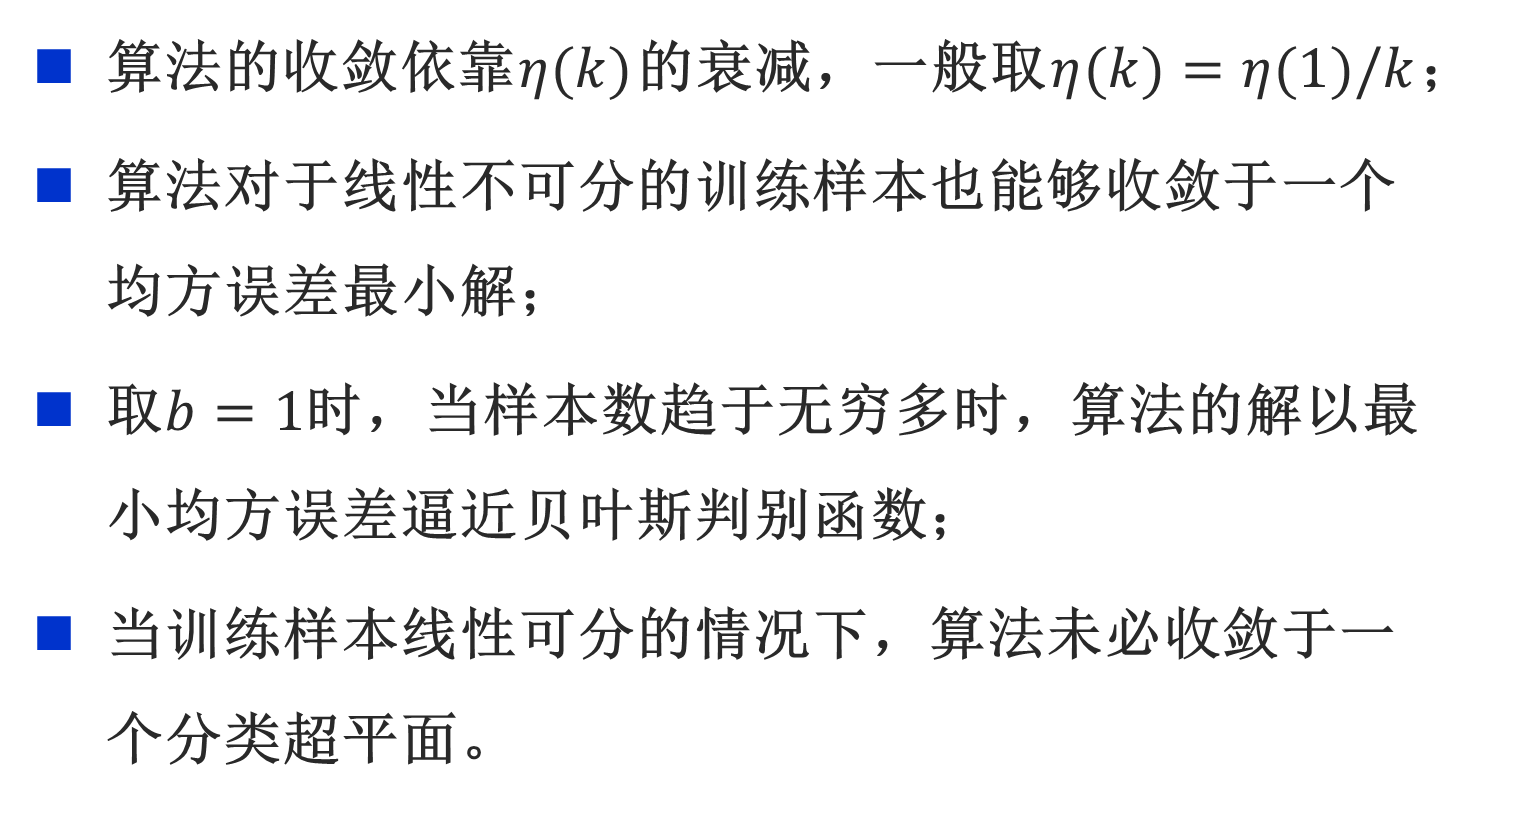 算法的收敛依靠η(k)的衰减，一般取η(k) = η(1)/k；
算法对于线性不可分的训练样本也能够收敛于一个
均方误差最小解；
取b = 1时，当样本数趋于无穷多时，算法的解以最
小均方误差逼近贝叶斯判别函数；
当训练样本线性可分的情况下，算法未必收敛于一
个分类超平面。